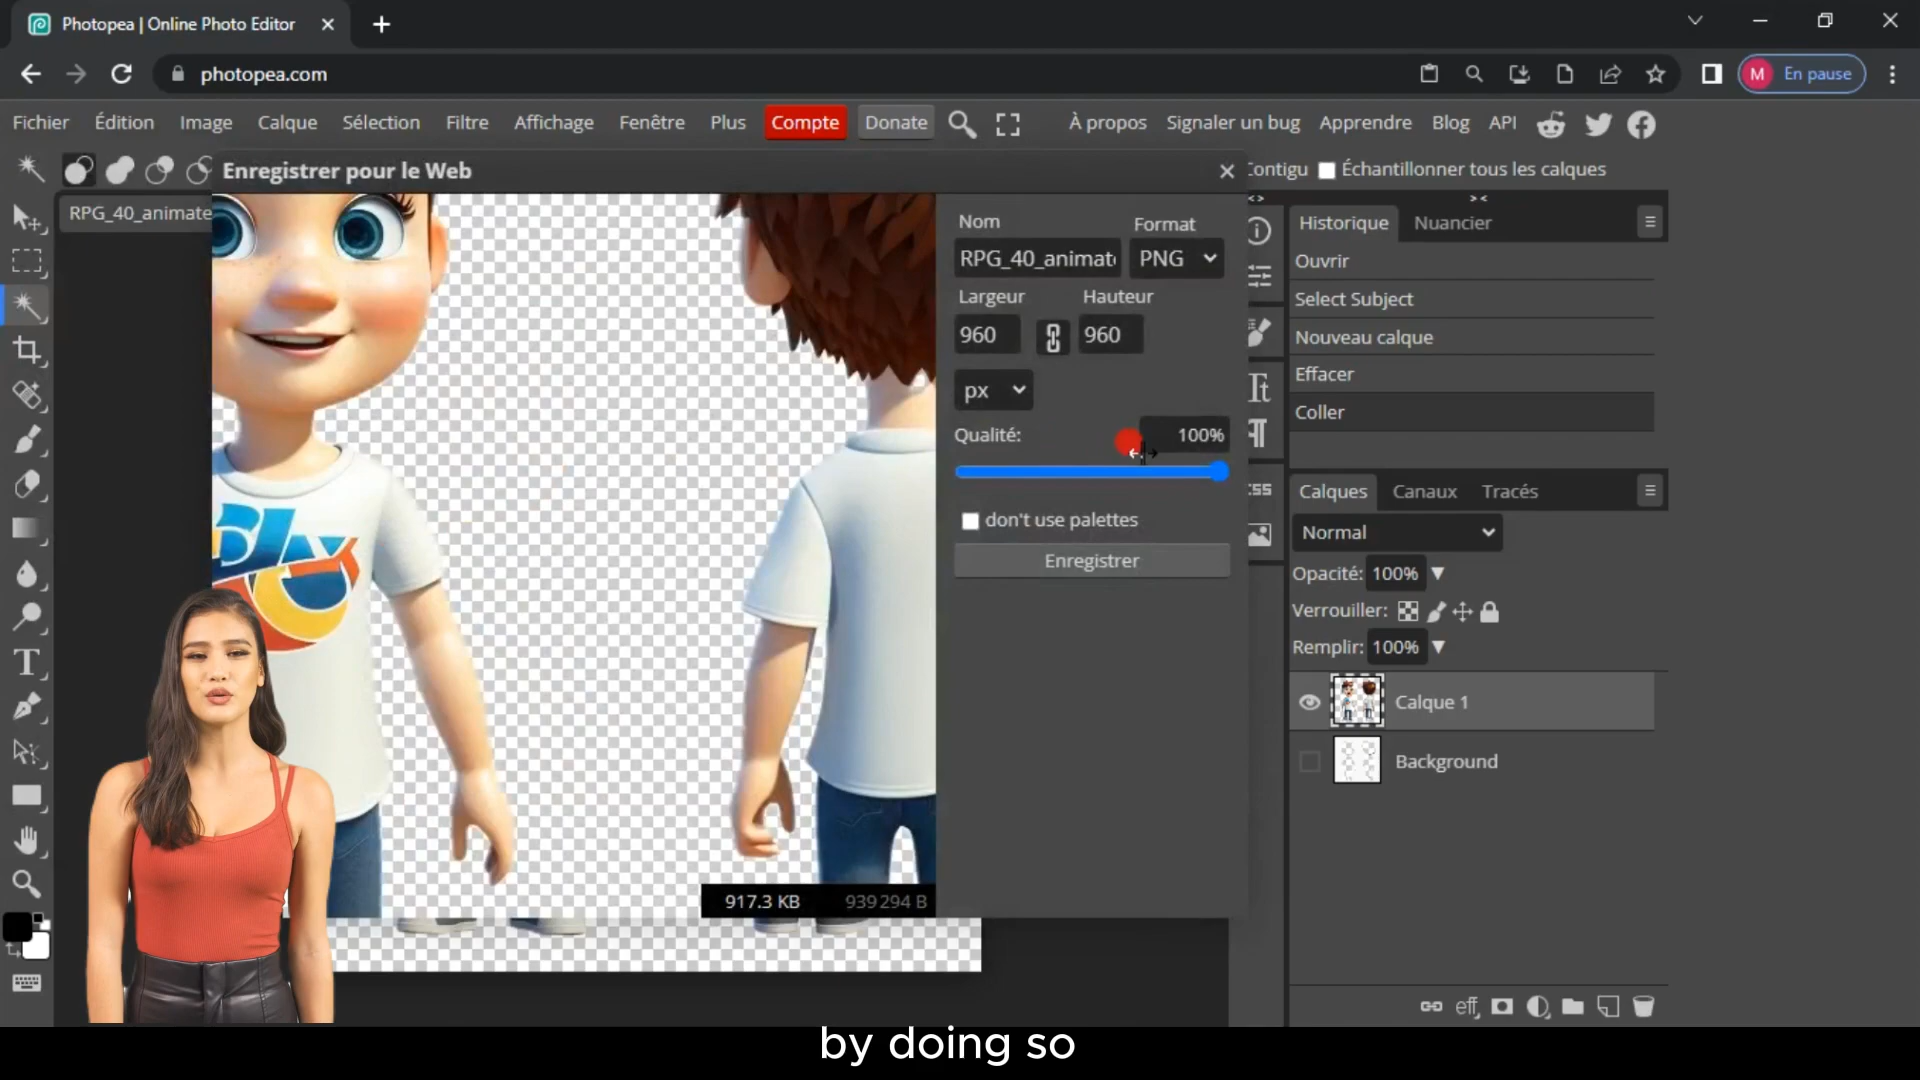 Photopea | Online Photo Editor
photopea.com
M En pause
Fichier Édition Image Calque Sélection Filtre Affichage Fenêtre Plus Compte Donate À propos Signaler un bug Apprendre Blog API
Enregistrer pour le Web
Contigu Échantillonner tous les calques
RPG_40_animate
Nom Format
RPG_40_animat PNG
Largeur Hauteur
960 960
px
Qualité: 100%
don't use palettes
Enregistrer
917.3 KB 939 294 B
Historique Nuancier
Ouvrir
Select Subject
Nouveau calque
Effacer
Coller
CSS
Calques Canaux Tracés
Normal
Opacité: 100%
Verrouiller:
Remplir: 100%
Calque 1
Background
eff
by doing so